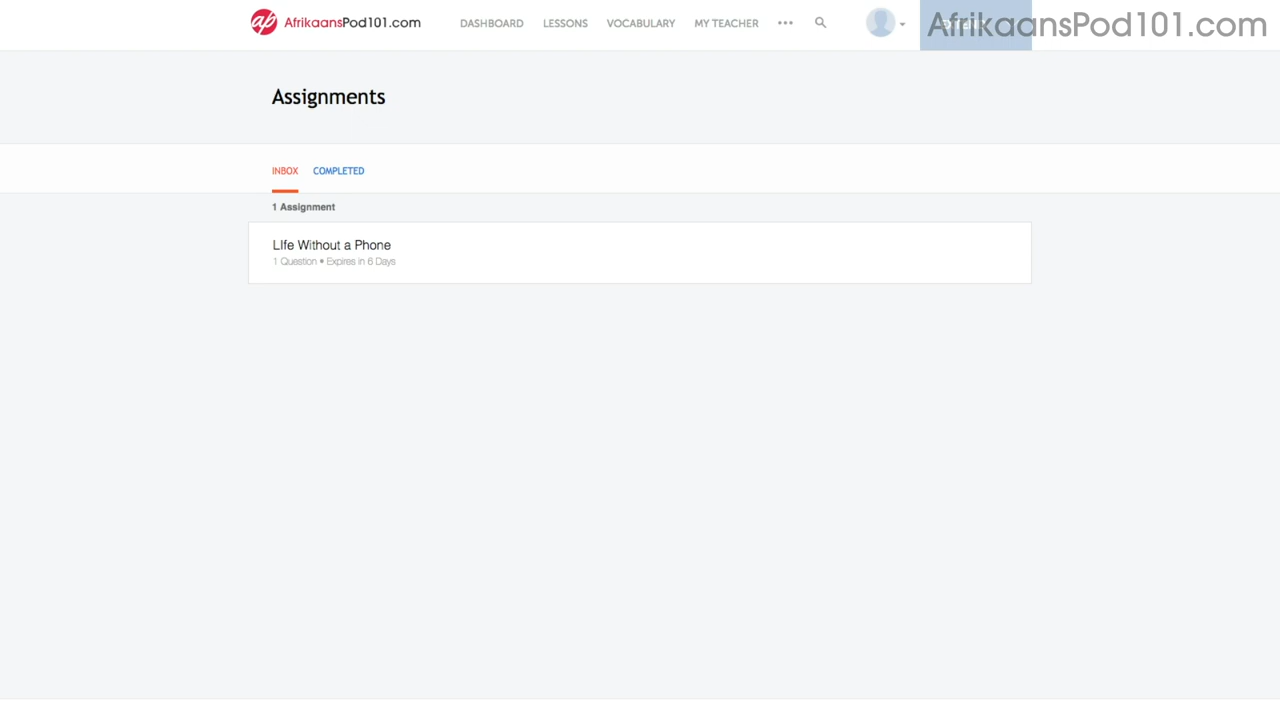 AfrikaansPod101.com
DASHBOARD LESSONS VOCABULARY MY TEACHER •••
AfrikaansPod101.com
Assignments
INBOX COMPLETED
1 Assignment
LIfe Without a Phone
1 Question • Expires in 6 Days